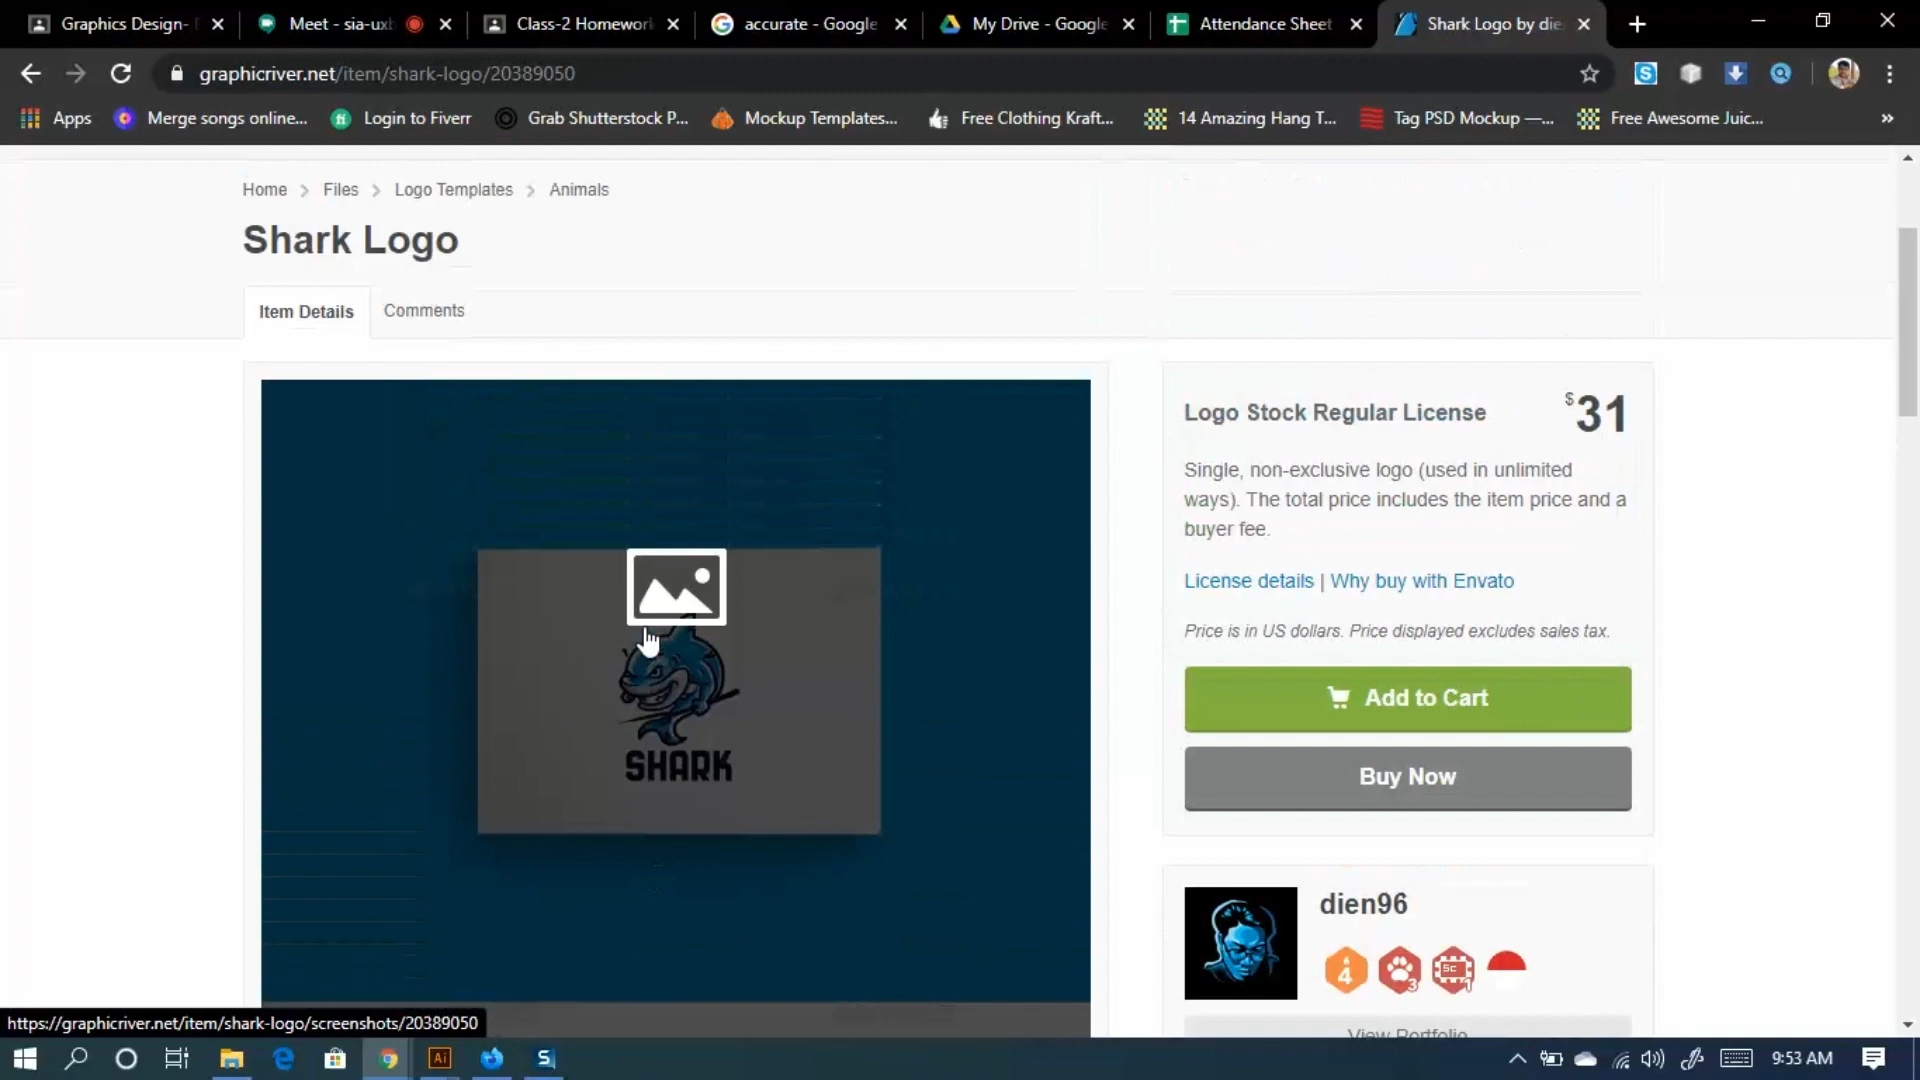 Graphics Design-
Meet - sia-uxb
Class-2 Homework
accurate - Google
My Drive - Google
Attendance Sheet
Shark Logo by die
graphicriver.net/item/shark-logo/20389050
Apps
Merge songs online...
Login to Fiverr
Grab Shutterstock P...
Mockup Templates...
Free Clothing Kraft...
14 Amazing Hang T...
Tag PSD Mockup —...
Free Awesome Juic...
»
Home > Files > Logo Templates > Animals
Shark Logo
Item Details
Comments
SHARK
Logo Stock Regular License
$31
Single, non-exclusive logo (used in unlimited
ways). The total price includes the item price and a
buyer fee.
License details | Why buy with Envato
Price is in US dollars. Price displayed excludes sales tax.
Add to Cart
Buy Now
dien96
4
3
Sc
1
View Portfolio
https://graphicriver.net/item/shark-logo/screenshots/20389050
Ai
S
9:53 AM